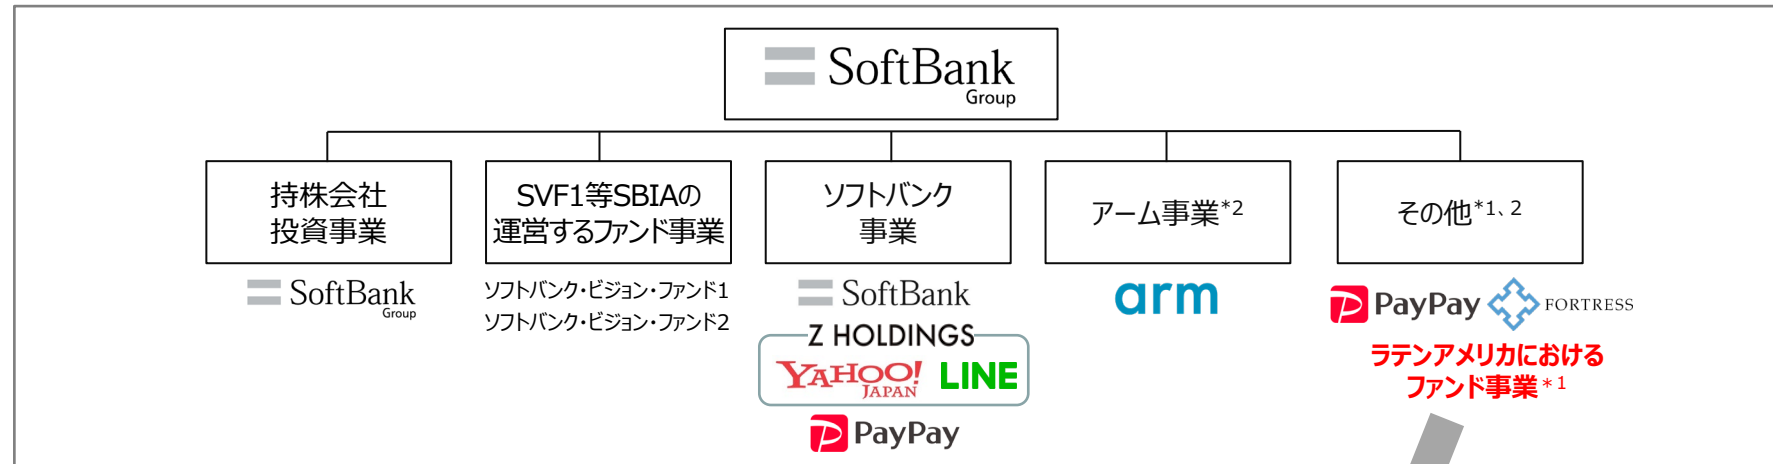 SoftBank
Group
持株会社
投資事業
SVF1等SBIAの
運営するファンド事業
ソフトバンク
事業
アーム事業*2
その他*1、2
SoftBank
Group
ソフトバンク・ビジョン・ファンド1
ソフトバンク・ビジョン・ファンド2
SoftBank
Z HOLDINGS
YAHOO!
JAPAN
LINE
PayPay
arm
PayPay
FORTRESS
ラテンアメリカにおける
ファンド事業*1